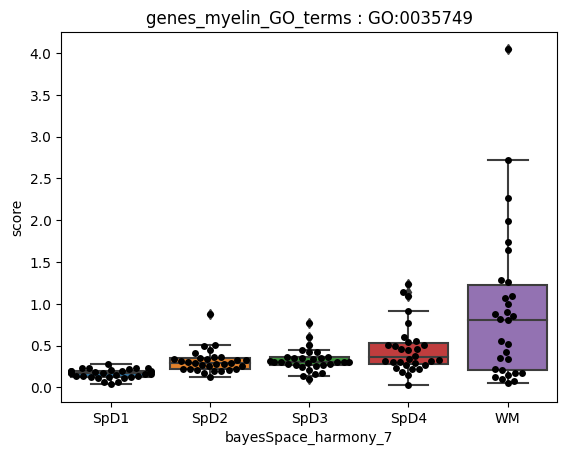 genes_myelin_GO_terms : GO:0035749
4.0
3.5
3.0
2.5
2.0
1.5
1.0
0.5
0.0
score
SpD1 SpD2 SpD3 SpD4 WM
bayesSpace_harmony_7